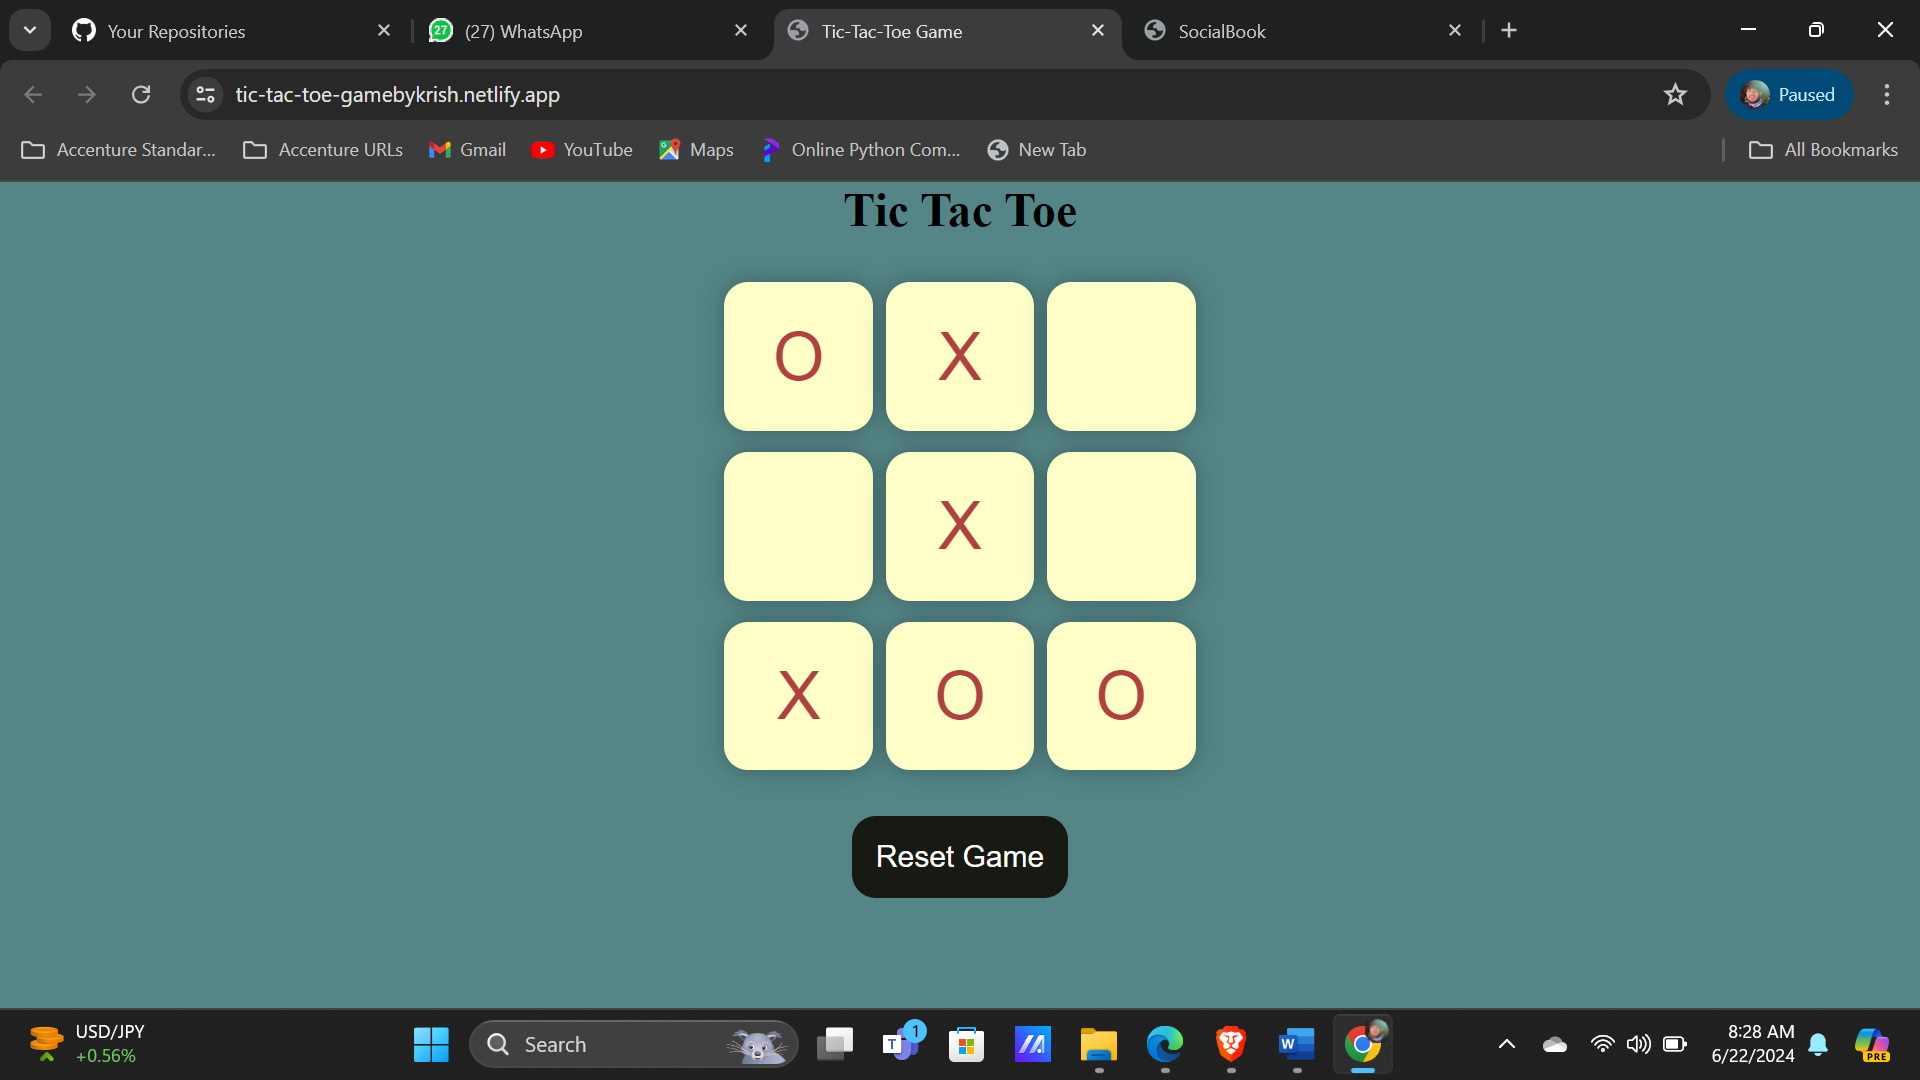 Your Repositories
27
(27) WhatsApp
Tic-Tac-Toe Game
SocialBook
tic-tac-toe-gamebykrish.netlify.app
Paused
Accenture Standar...
Accenture URLs
Gmail
YouTube
Maps
Online Python Com...
New Tab
All Bookmarks
Tic Tac Toe
O X
X
X O O
Reset Game
USD/JPY
+0.56%
Search
T
1
W
8:28 AM
6/22/2024
PRE